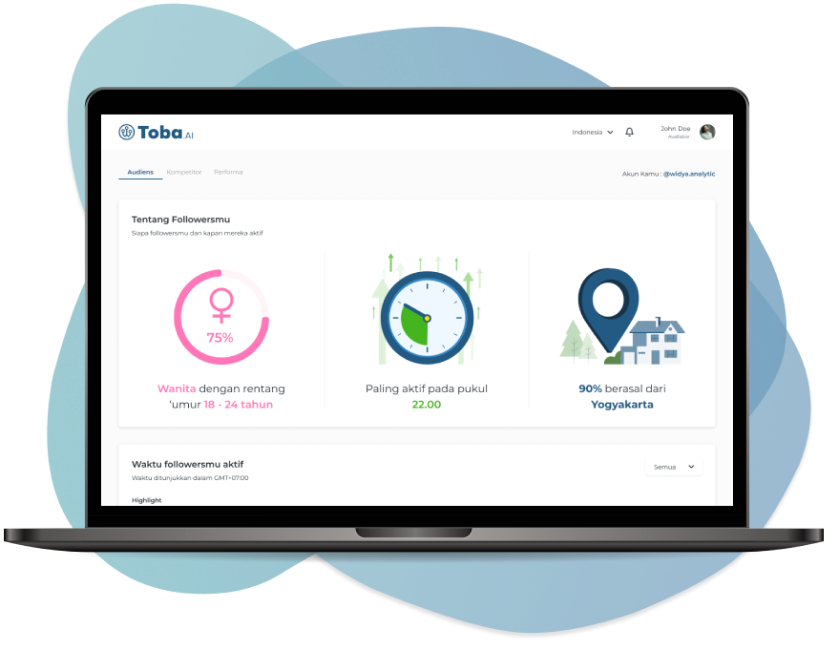 Toba.AI
Indonesia
John Doe
Analisis
Audiens Kompetitor Performa
Akun Kamu : @widya.analytic
Tentang Followersmu
Siapa followersmu dan kapan mereka aktif
75%
Wanita dengan rentang
'umur 18 - 24 tahun
Paling aktif pada pukul
22.00
90% berasal dari
Yogyakarta
Waktu followersmu aktif
Waktu ditunjukkan dalam GMT+07:00
Semua
Highlight